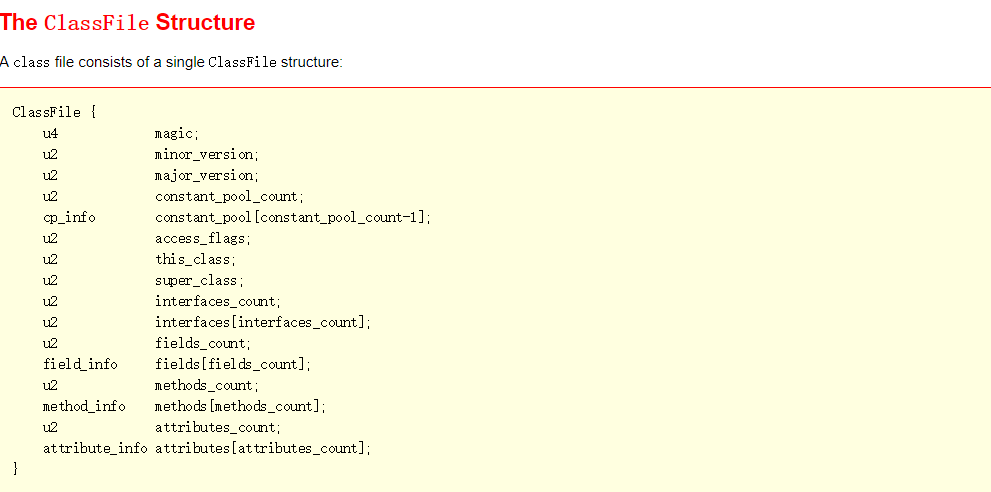 The ClassFile Structure
A class file consists of a single ClassFile structure:
ClassFile {
u4 magic;
u2 minor_version;
u2 major_version;
u2 constant_pool_count;
cp_info constant_pool[constant_pool_count-1];
u2 access_flags;
u2 this_class;
u2 super_class;
u2 interfaces_count;
u2 interfaces[interfaces_count];
u2 fields_count;
field_info fields[fields_count];
u2 methods_count;
method_info methods[methods_count];
u2 attributes_count;
attribute_info attributes[attributes_count];
}